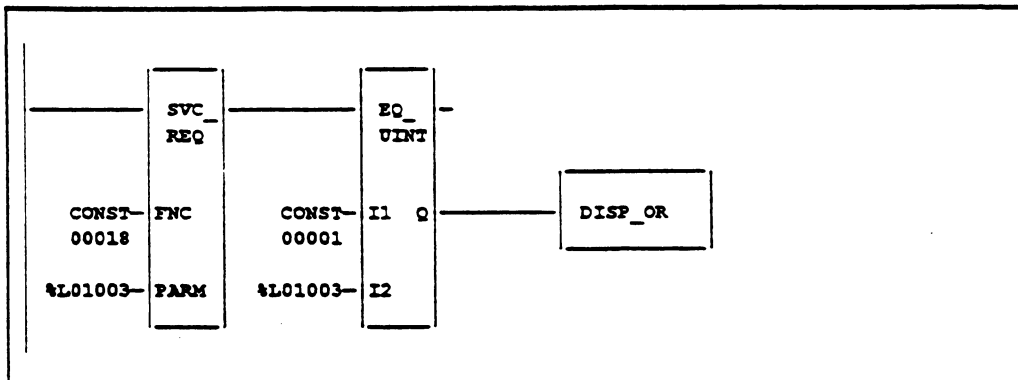 SVC_ EQ_
REQ UINT
CONST FNC CONST I1 Q DISP_OR
00018 00001
%L01003 PARM %L01003 I2